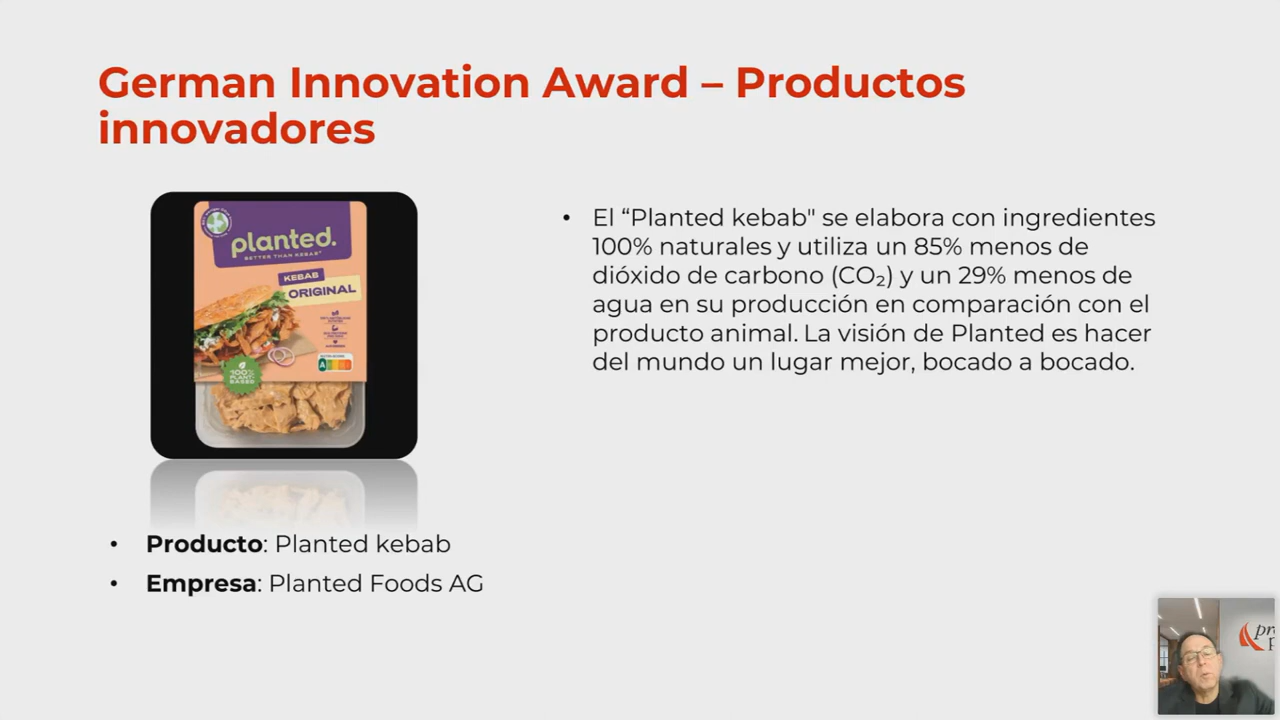 German Innovation Award – Productos
innovadores
planted.
BETTER THAN KEBAB
KEBAB
ORIGINAL
100%
PLANT-
BASED
• El “Planted kebab" se elabora con ingredientes
100% naturales y utiliza un 85% menos de
dióxido de carbono (CO₂) y un 29% menos de
agua en su producción en comparación con el
producto animal. La visión de Planted es hacer
del mundo un lugar mejor, bocado a bocado.
• Producto: Planted kebab
• Empresa: Planted Foods AG